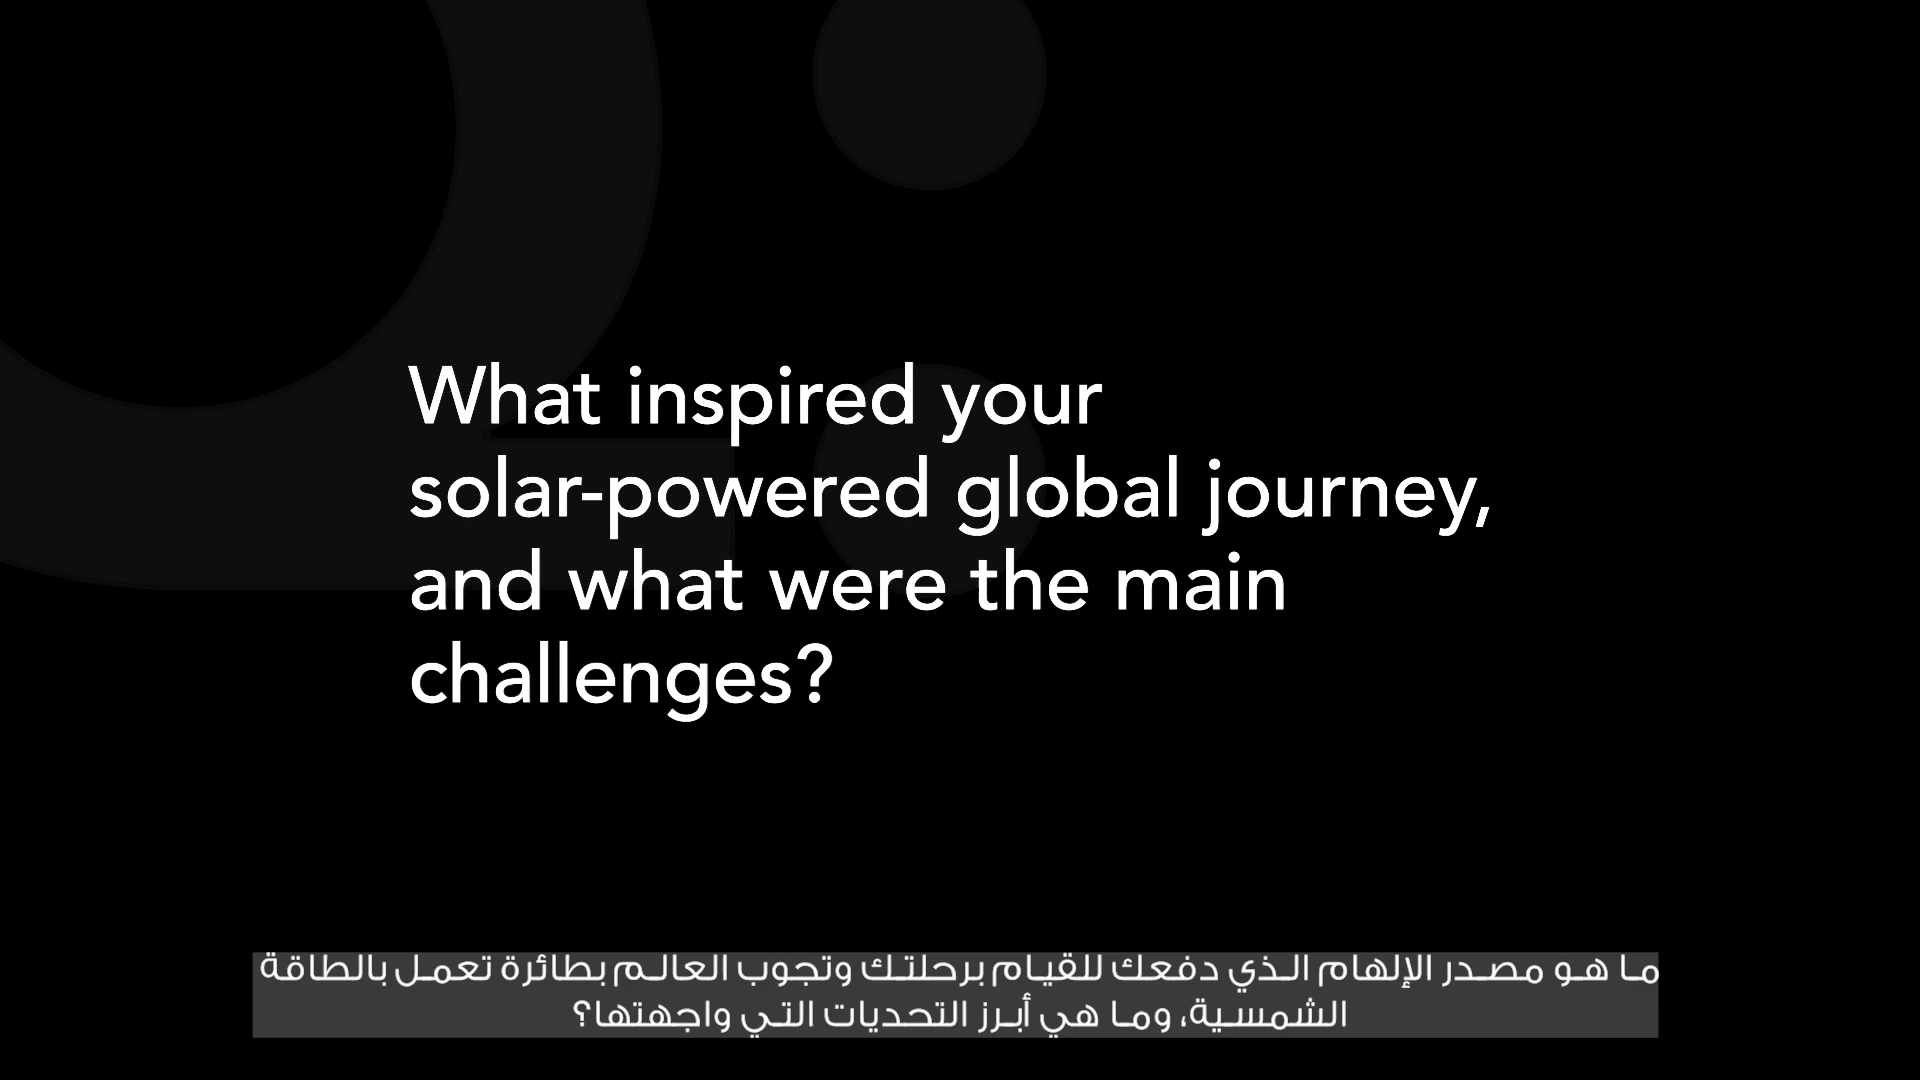 What inspired your
solar-powered global journey,
and what were the main
challenges?
ما هو مصدر الإلهام الذي دفعك للقيام برحلتك وتجوب العالم بطائرة تعمل بالطاقة
الشمسية، وما هي أبرز التحديات التي واجهتها؟